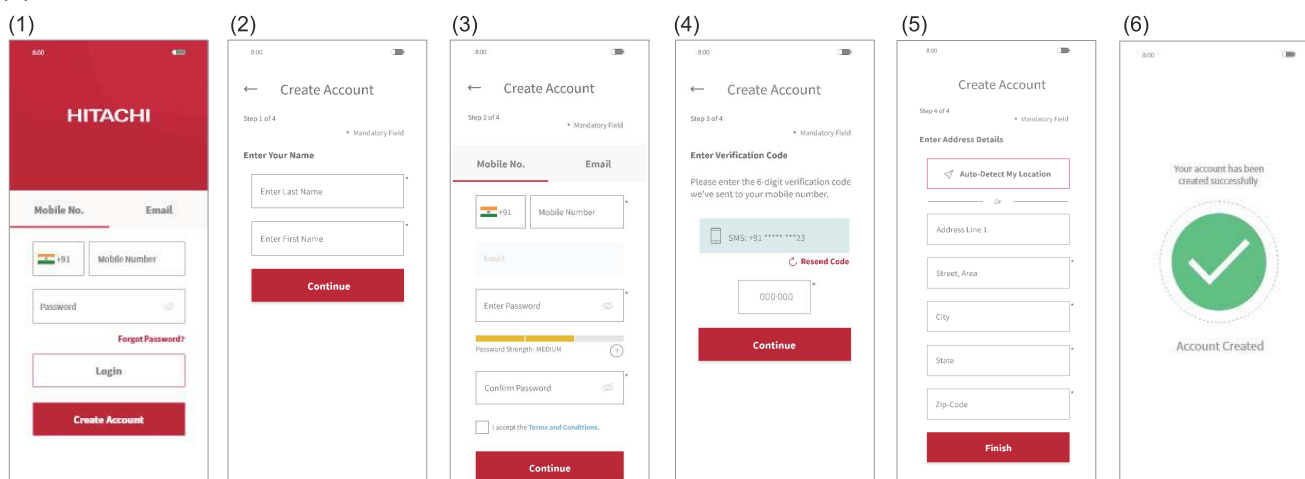 (1)
8:00
HITACHI
Mobile No. Email
+91 Mobile Number
Password
Forgot Password?
Login
Create Account
(2)
8:00
← Create Account
Step 1 of 4
* Mandatory Field
Enter Your Name
Enter Last Name *
Enter First Name *
Continue
(3)
8:00
← Create Account
Step 2 of 4
* Mandatory Field
Mobile No. Email
+91 Mobile Number *
Email
Enter Password *
Password Strength- MEDIUM ?
Confirm Password *
I accept the Terms and Conditions.
Continue
(4)
8:00
← Create Account
Step 3 of 4
* Mandatory Field
Enter Verification Code
Please enter the 6-digit verification code
we've sent to your mobile number.
SMS: +91 ***** ***23
Resend Code
000-000 *
Continue
(5)
8:00
Create Account
Step 4 of 4
* Mandatory Field
Enter Address Details
Auto-Detect My Location
Or
Address Line 1
Street, Area *
City *
State *
Zip-Code *
Finish
(6)
8:00
Your account has been
created successfully
Account Created